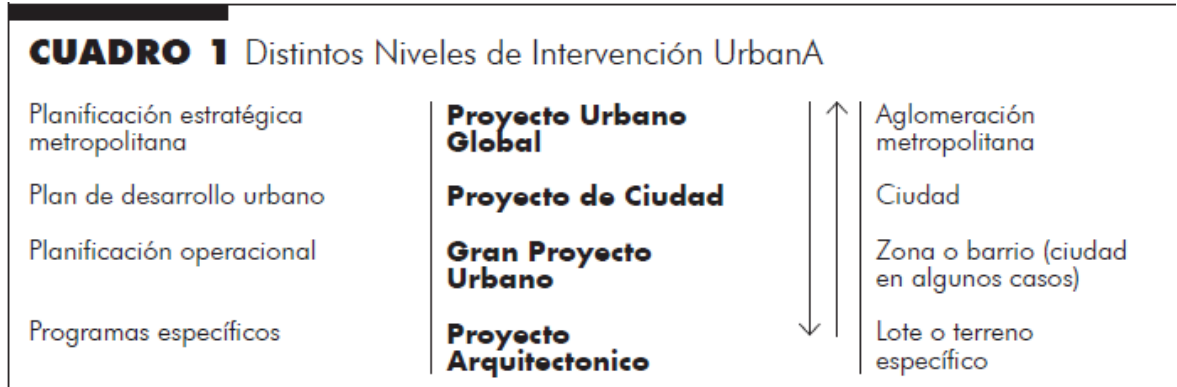 CUADRO 1 Distintos Niveles de Intervención UrbanA
Planificación estratégica
metropolitana
Proyecto Urbano
Global
Aglomeración
metropolitana
Plan de desarrollo urbano
Proyecto de Ciudad
Ciudad
Planificación operacional
Gran Proyecto
Urbano
Zona o barrio (ciudad
en algunos casos)
Programas específicos
Proyecto
Arquitectonico
Lote o terreno
específico